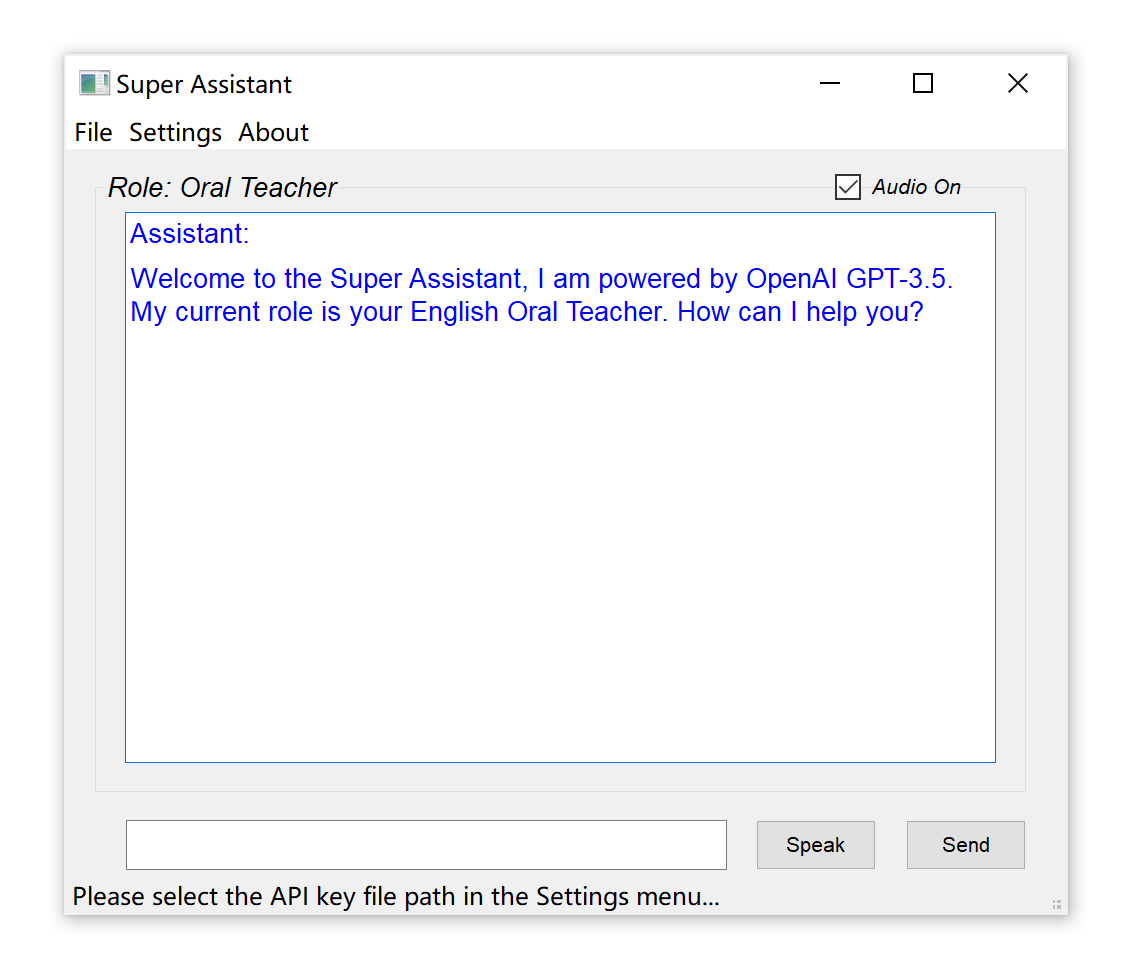 Super Assistant
File Settings About
Role: Oral Teacher Audio On
Assistant:
Welcome to the Super Assistant, I am powered by OpenAI GPT-3.5.
My current role is your English Oral Teacher. How can I help you?
Speak Send
Please select the API key file path in the Settings menu...